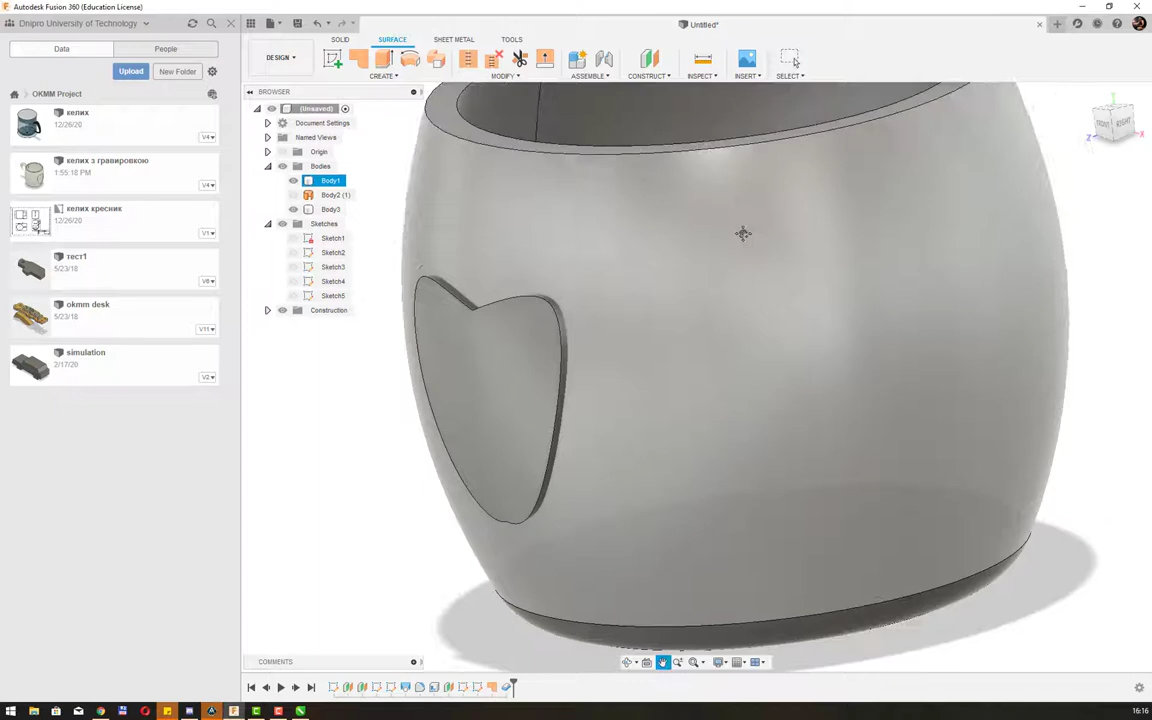 Autodesk Fusion 360 (Education License)
Dnipro University of Technology
Untitled*
Data
People
SOLID
SURFACE
SHEET METAL
TOOLS
DESIGN
Upload
New Folder
CREATE
MODIFY
ASSEMBLE
CONSTRUCT
INSPECT
INSERT
SELECT
OKMM Project
BROWSER
келих
12/26/20
V4
(Unsaved)
Document Settings
Named Views
Origin
келих з гравировкою
1:55:18 PM
V4
Bodies
Body1
Body2 (1)
Body3
келих кресник
12/26/20
V1
Sketches
Sketch1
Sketch2
Sketch3
Sketch4
Sketch5
Construction
тест1
5/23/18
V6
okmm desk
5/23/18
V11
simulation
2/17/20
V2
FRONT
RIGHT
Z
X
Y
COMMENTS
16:16